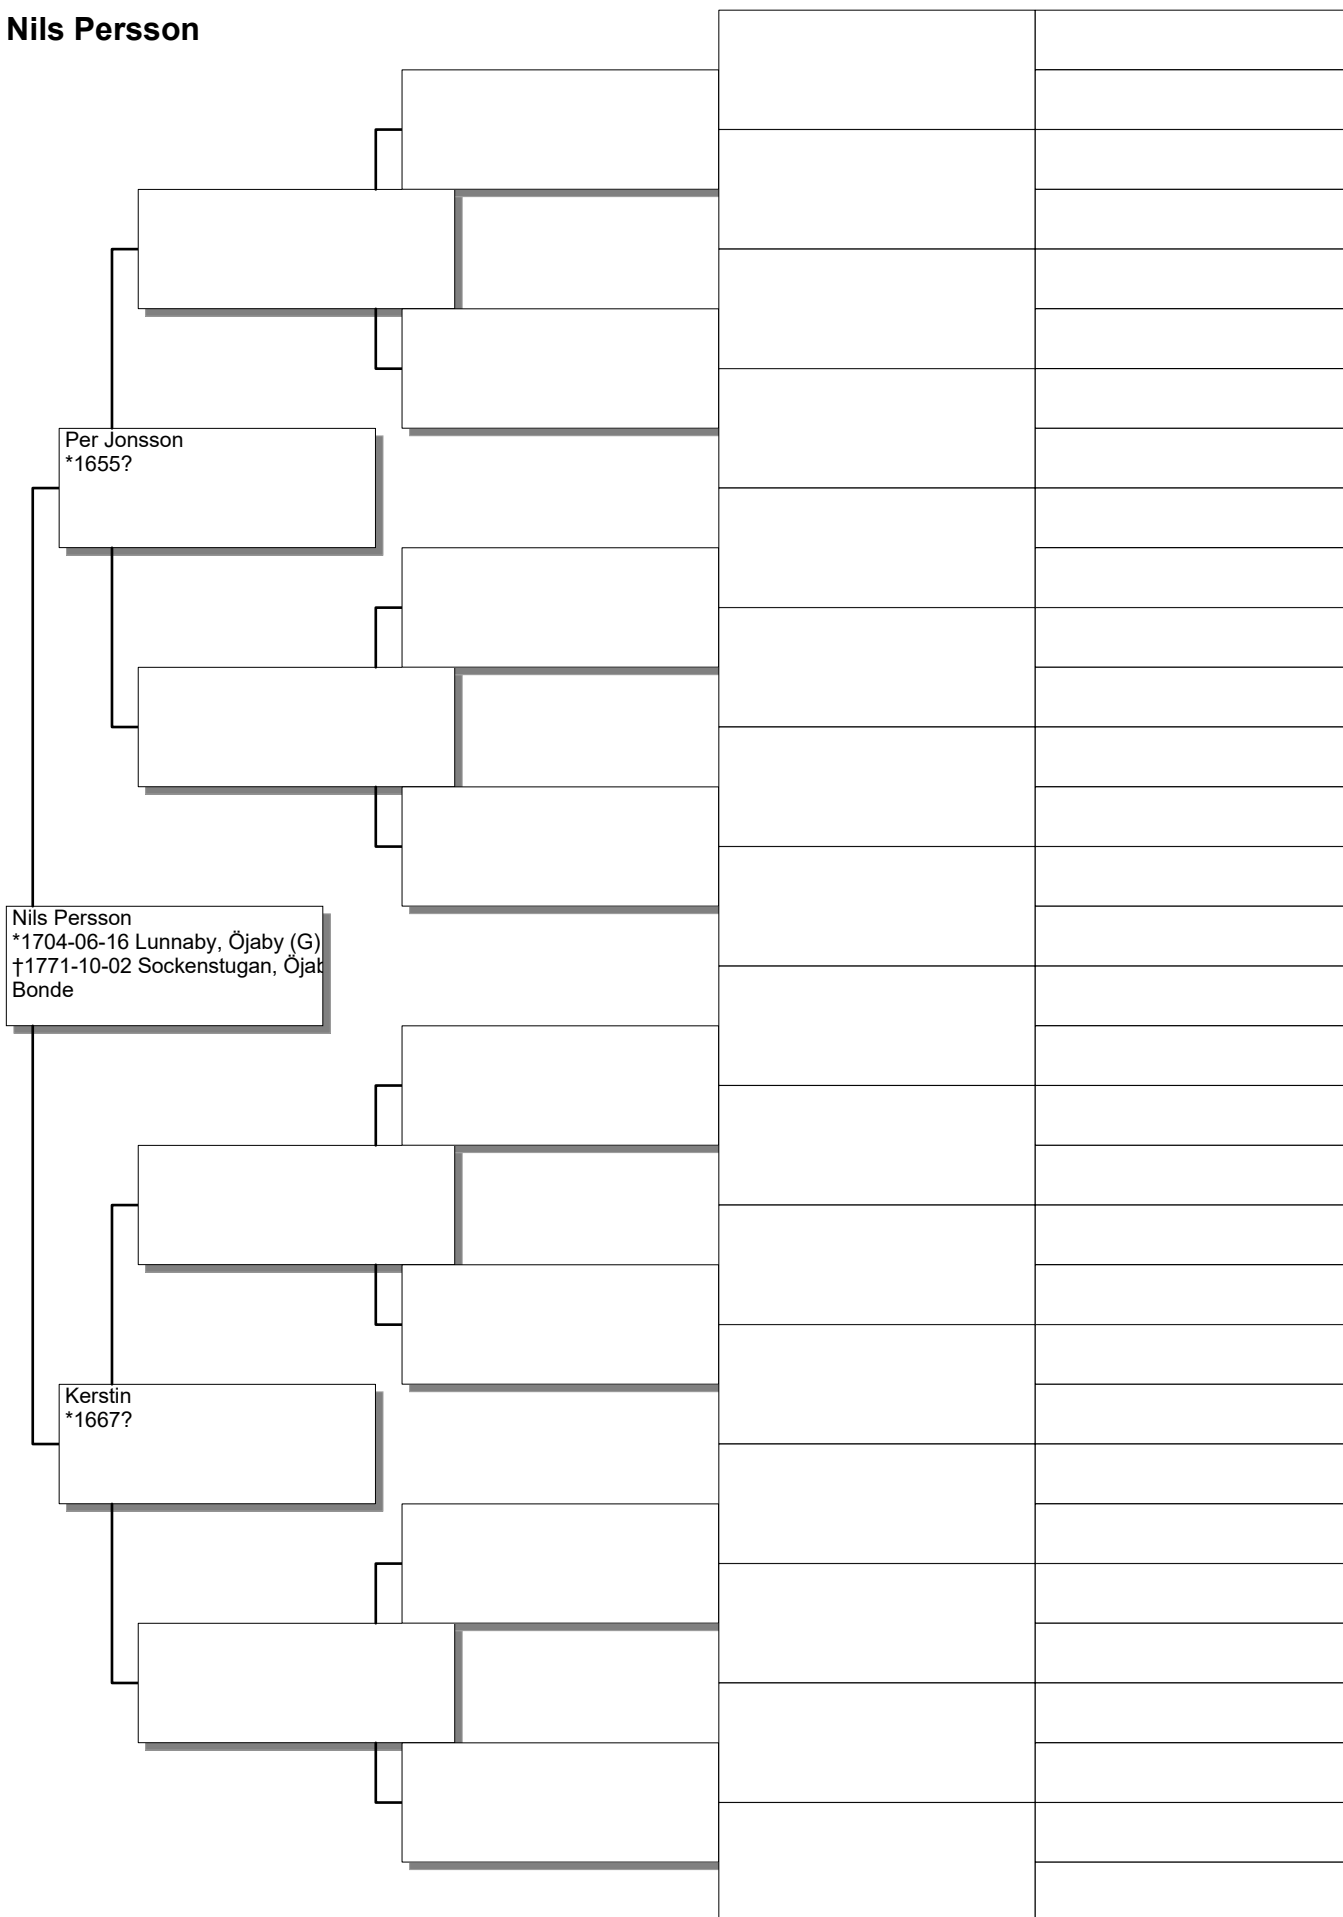 Nils Persson
Per Jonsson
*1655?
Nils Persson
*1704-06-16 Lunnaby, Öjaby (G)
†1771-10-02 Sockenstugan,
Bonde
Kerstin
*1667?